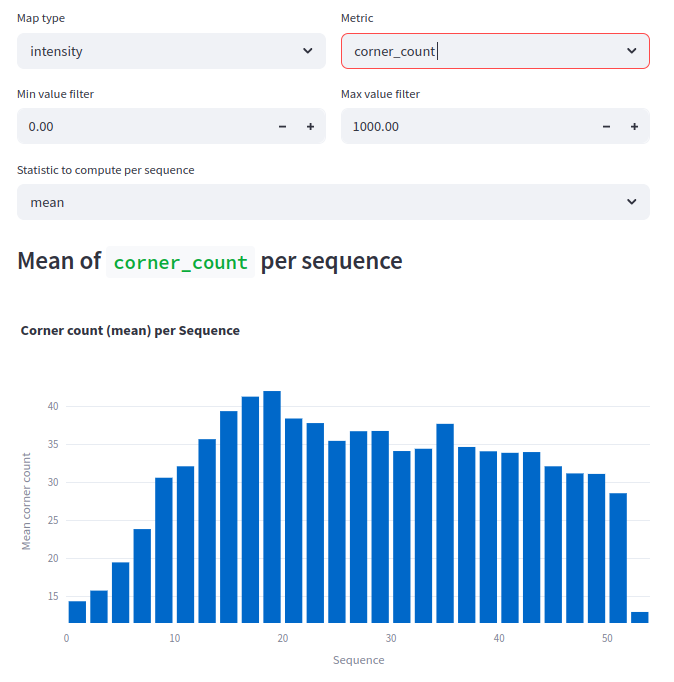 Map type
Metric
intensity
corner_count
Min value filter
Max value filter
0.00
1000.00
Statistic to compute per sequence
mean
Mean of corner_count per sequence
Corner count (mean) per Sequence
40
35
30
25
20
15
Mean corner count
0 10 20 30 40 50
Sequence